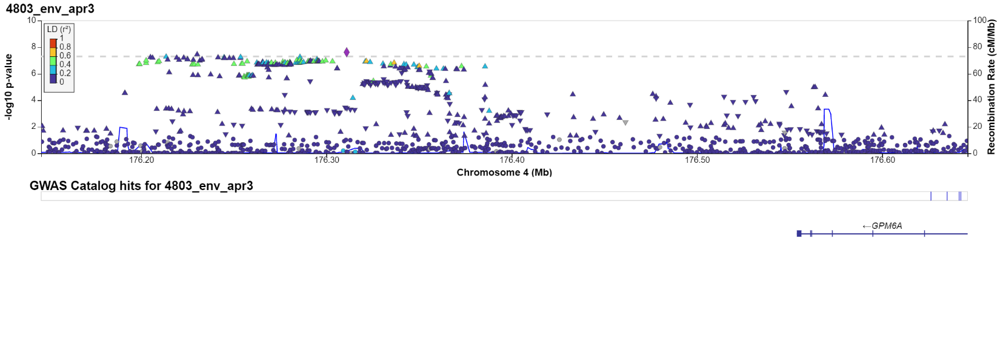 4803_env_apr3
10
8
6
4
2
0
-log10 p-value
LD (r²)
1
0.8
0.6
0.4
0.2
0
100
80
60
40
20
0
Recombination Rate (cM/Mb)
176.20 176.30 176.40 176.50 176.60
Chromosome 4 (Mb)
GWAS Catalog hits for 4803_env_apr3
←GPM6A